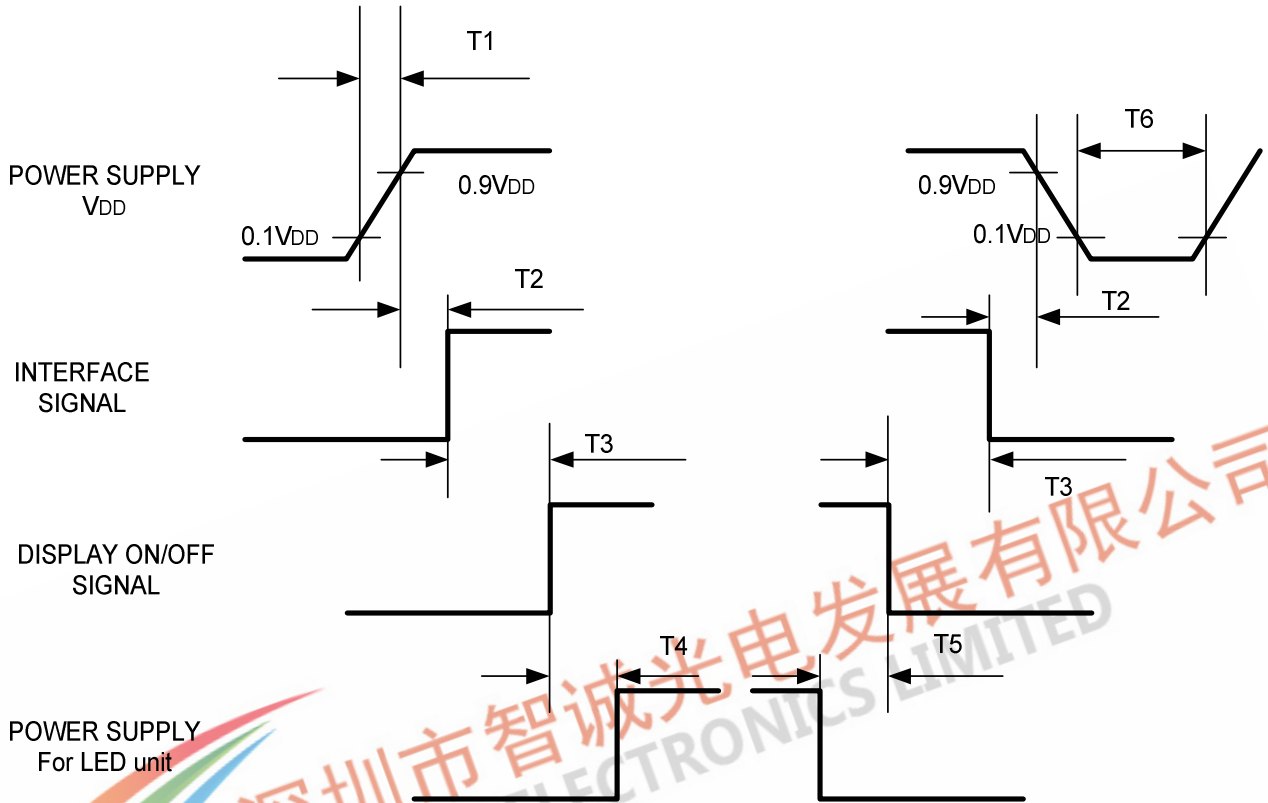 T1
T6
POWER SUPPLY
VDD
0.9VDD
0.9VDD
0.1VDD
0.1VDD
T2
T2
INTERFACE
SIGNAL
T3
T3
DISPLAY ON/OFF
SIGNAL
T4
T5
POWER SUPPLY
For LED unit
深圳市智诚光电发展有限公司
ELECTRONICS LIMITED